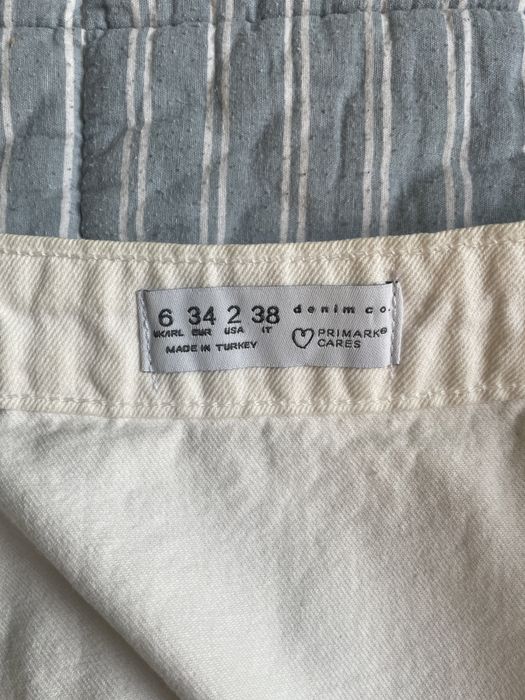 6 34 2 38
UK/IRL EUR USA IT
MADE IN TURKEY
denim co.
PRIMARK®
CARES